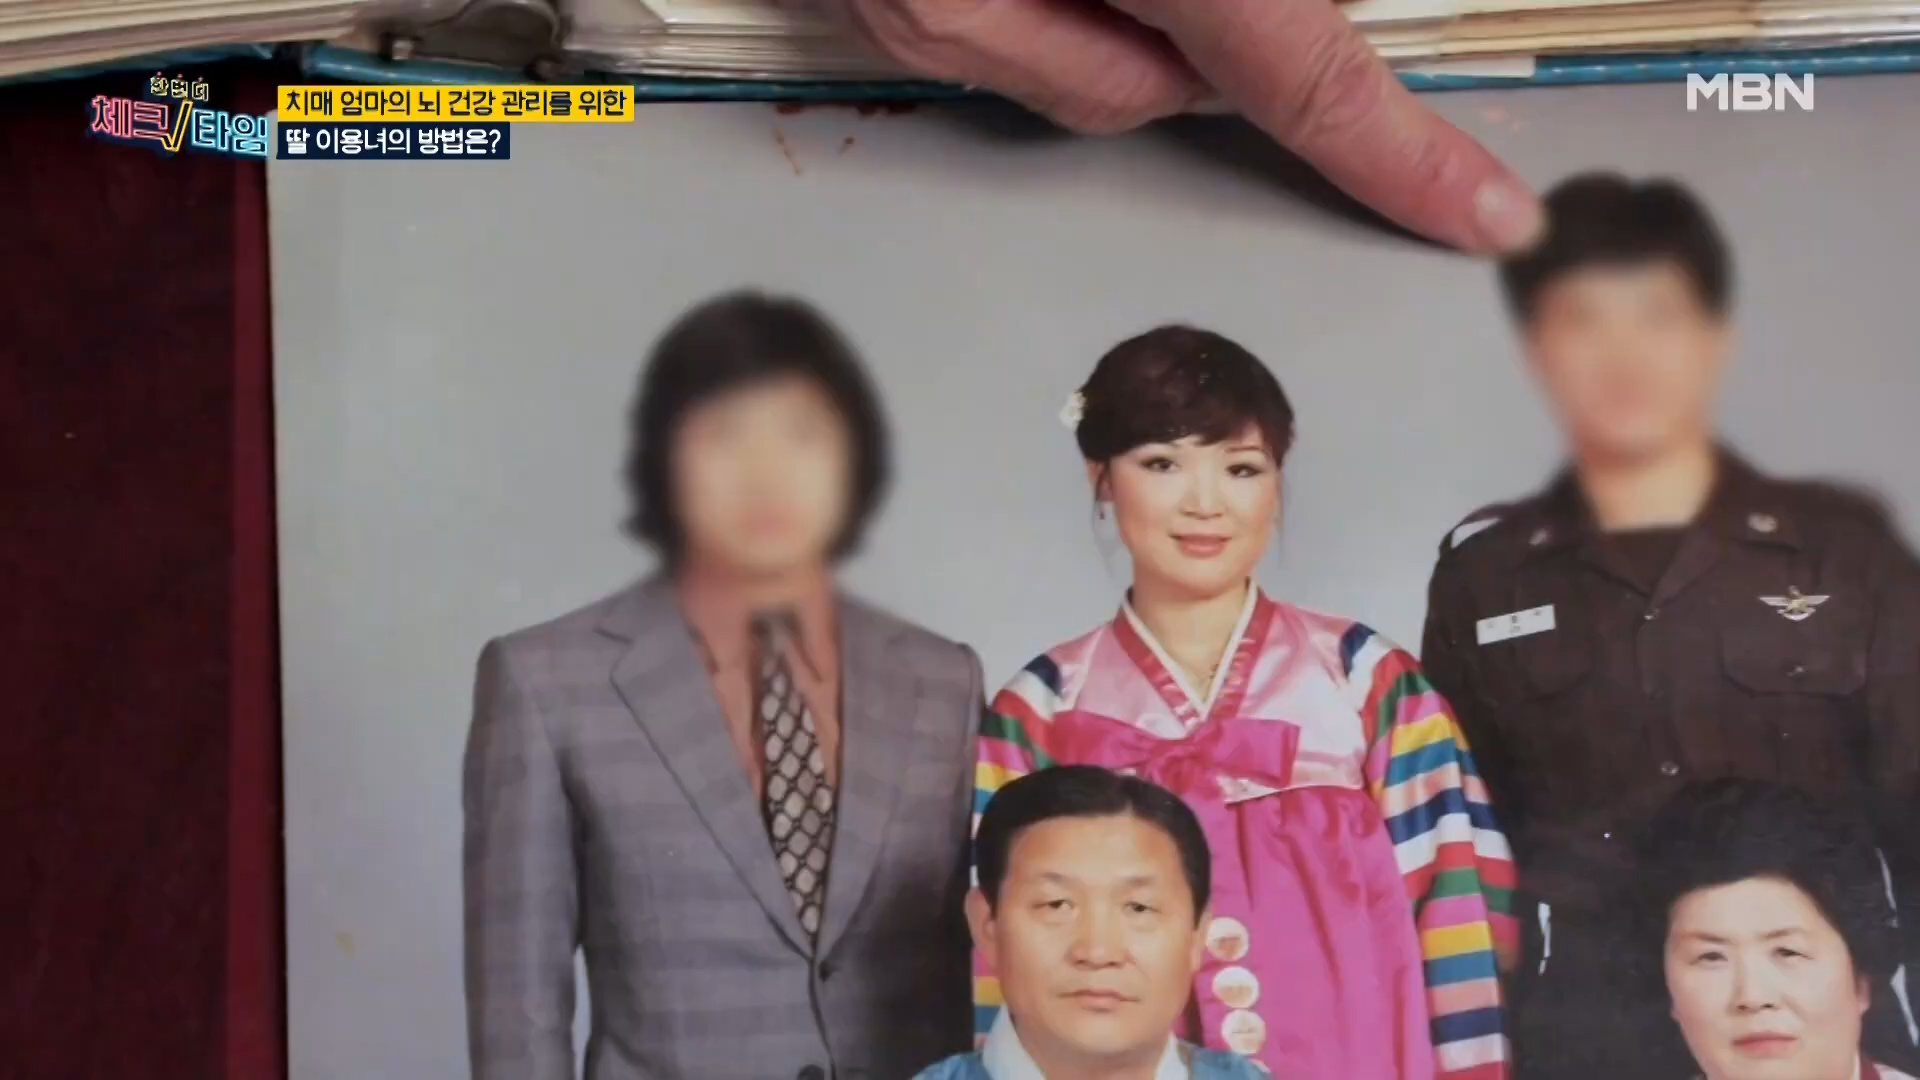 한 번 더
체크타임
치매 엄마의 뇌 건강 관리를 위한
딸 이용녀의 방법은?
MBN